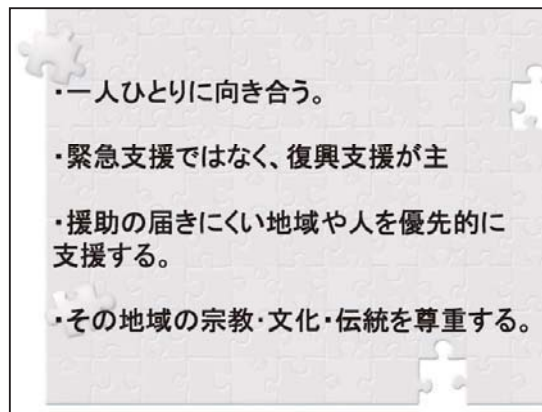 ・一人ひとりに向き合う。
・緊急支援ではなく、復興支援が主
・援助の届きにくい地域や人を優先的に
支援する。
・その地域の宗教・文化・伝統を尊重する。